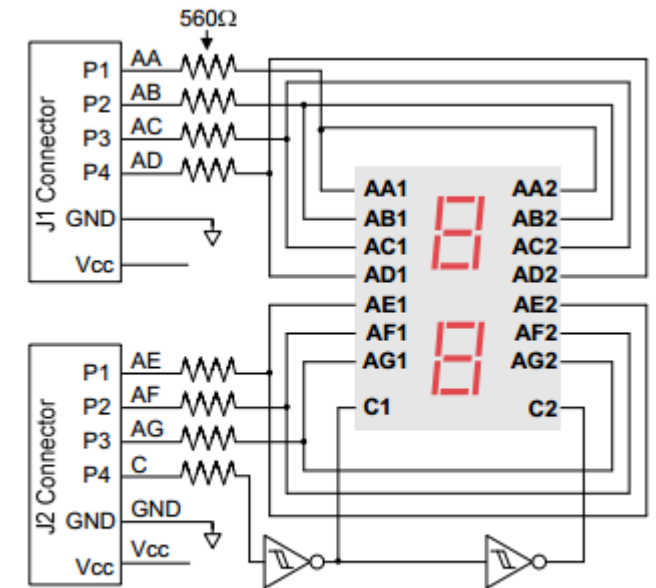 560Ω
J1 Connector
P1 AA
P2 AB
P3 AC
P4 AD
GND
Vcc
AA1 AA2
AB1 AB2
AC1 AC2
AD1 AD2
AE1 AE2
AF1 AF2
AG1 AG2
C1 C2
J2 Connector
P1 AE
P2 AF
P3 AG
P4 C
GND GND
Vcc Vcc